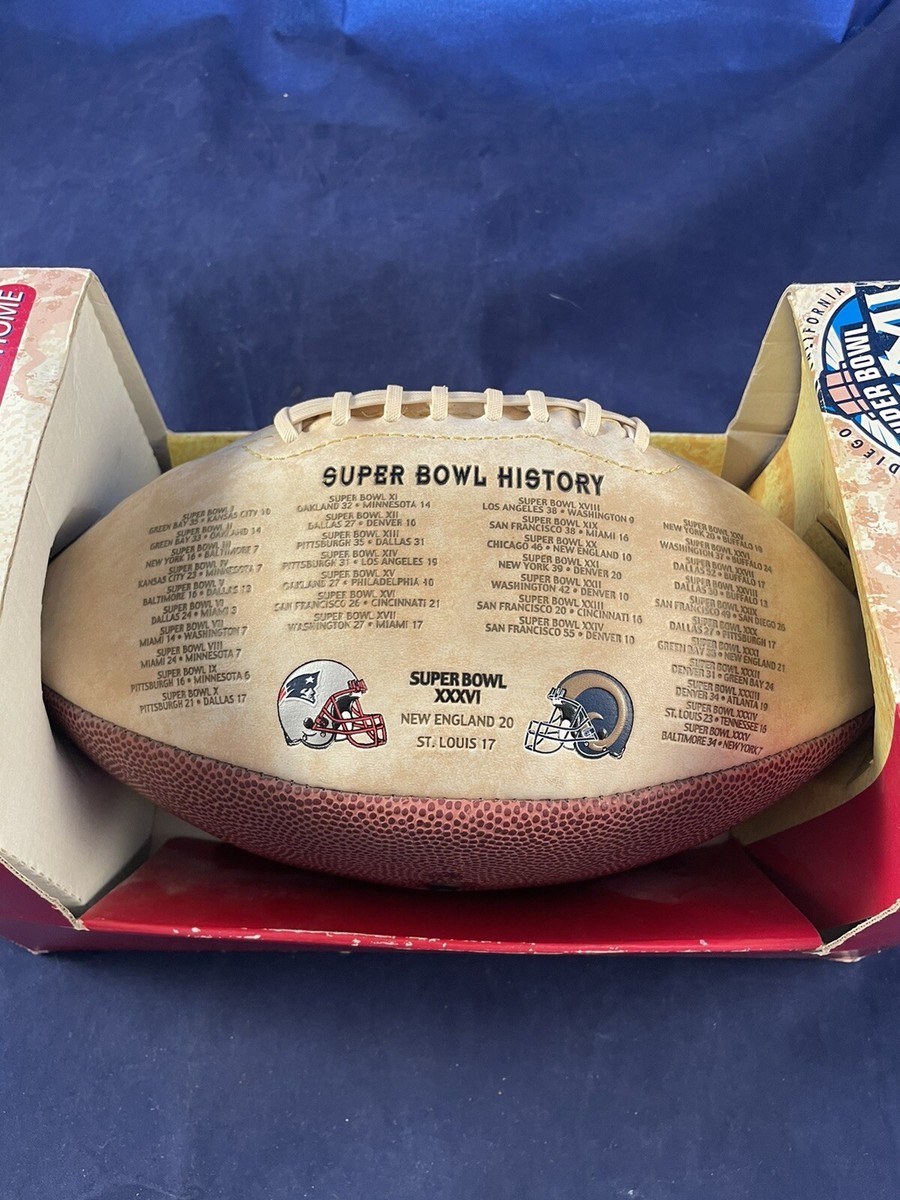 HOME
CALIFORNIA
SUPER BOWL
DIEGO
SUPER BOWL HISTORY
SUPER BOWL I
GREEN BAY 35 • KANSAS CITY 10
SUPER BOWL II
GREEN BAY 33 • OAKLAND 14
SUPER BOWL III
NEW YORK 16 • BALTIMORE 7
SUPER BOWL IV
KANSAS CITY 23 • MINNESOTA 7
SUPER BOWL V
BALTIMORE 16 • DALLAS 13
SUPER BOWL VI
DALLAS 24 • MIAMI 3
SUPER BOWL VII
MIAMI 14 • WASHINGTON 7
SUPER BOWL VIII
MIAMI 24 • MINNESOTA 7
SUPER BOWL IX
PITTSBURGH 16 • MINNESOTA 6
SUPER BOWL X
PITTSBURGH 21 • DALLAS 17
SUPER BOWL XI
OAKLAND 32 • MINNESOTA 14
SUPER BOWL XII
DALLAS 27 • DENVER 10
SUPER BOWL XIII
PITTSBURGH 35 • DALLAS 31
SUPER BOWL XIV
PITTSBURGH 31 • LOS ANGELES 19
SUPER BOWL XV
OAKLAND 27 • PHILADELPHIA 10
SUPER BOWL XVI
SAN FRANCISCO 26 • CINCINNATI 21
SUPER BOWL XVII
WASHINGTON 27 • MIAMI 17
SUPER BOWL XVIII
LOS ANGELES 38 • WASHINGTON 9
SUPER BOWL XIX
SAN FRANCISCO 38 • MIAMI 16
SUPER BOWL XX
CHICAGO 46 • NEW ENGLAND 10
SUPER BOWL XXI
NEW YORK 39 • DENVER 20
SUPER BOWL XXII
WASHINGTON 42 • DENVER 10
SUPER BOWL XXIII
SAN FRANCISCO 20 • CINCINNATI 16
SUPER BOWL XXIV
SAN FRANCISCO 55 • DENVER 10
SUPER BOWL XXV
NEW YORK 20 • BUFFALO 19
SUPER BOWL XXVI
WASHINGTON 37 • BUFFALO 24
SUPER BOWL XXVII
DALLAS 52 • BUFFALO 17
SUPER BOWL XXVIII
DALLAS 30 • BUFFALO 13
SUPER BOWL XXIX
SAN FRANCISCO 49 • SAN DIEGO 26
SUPER BOWL XXX
DALLAS 27 • PITTSBURGH 17
SUPER BOWL XXXI
GREEN BAY 35 • NEW ENGLAND 21
SUPER BOWL XXXII
DENVER 31 • GREEN BAY 24
SUPER BOWL XXXIII
DENVER 34 • ATLANTA 19
SUPER BOWL XXXIV
ST. LOUIS 23 • TENNESSEE 16
SUPER BOWL XXXV
BALTIMORE 34 • NEW YORK 7
SUPER BOWL
XXXVI
NEW ENGLAND 20
ST. LOUIS 17